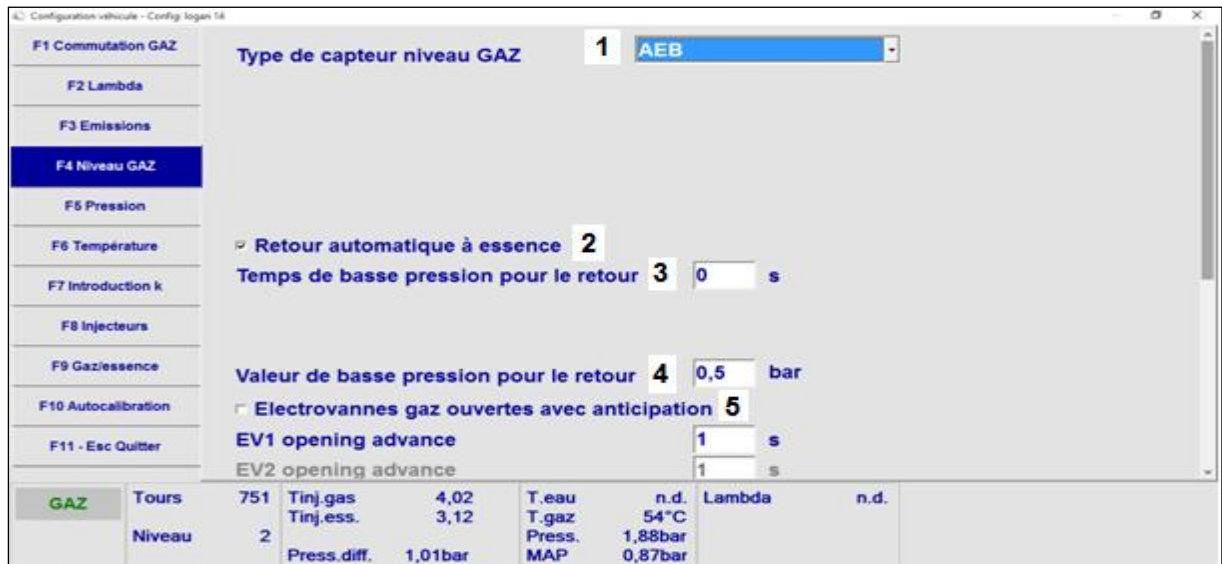 Configuration véhicule - Config: logan 14
F1 Commutation GAZ
F2 Lambda
F3 Emissions
F4 Niveau GAZ
F5 Pression
F6 Température
F7 Introduction k
F8 Injecteurs
F9 Gaz/essence
F10 Autocalibration
F11 - Esc Quitter
Type de capteur niveau GAZ 1 AEB
Retour automatique à essence 2
Temps de basse pression pour le retour 3 0 s
Valeur de basse pression pour le retour 4 0,5 bar
Electrovannes gaz ouvertes avec anticipation 5
EV1 opening advance 1 s
EV2 opening advance 1 s
GAZ Tours 751 Tinj.gas 4,02 T.eau n.d. Lambda n.d.
Tinj.ess. 3,12 T.gaz 54°C
Niveau 2 Press. 1,88bar
Press.diff. 1,01bar MAP 0,87bar